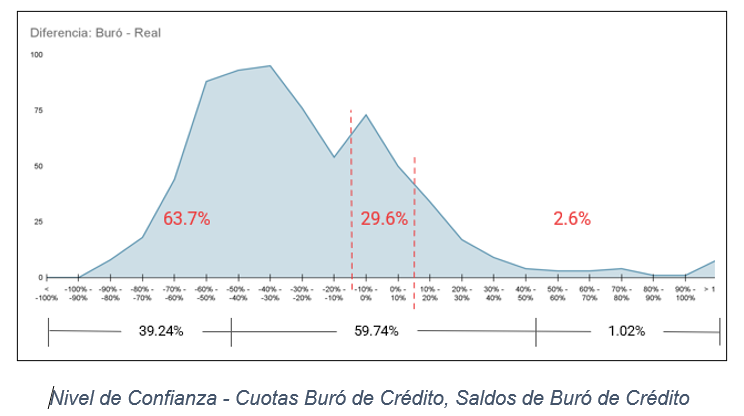 Diferencia: Buró - Real
100
75
50
25
0
63.7%
29.6%
2.6%
< -100%
-100% - -90%
-90% - -80%
-80% - -70%
-70% - -60%
-60% - -50%
-50% - -40%
-40% - -30%
-30% - -20%
-20% - -10%
-10% - 0%
0% - 10%
10% - 20%
20% - 30%
30% - 40%
40% - 50%
50% - 60%
60% - 70%
70% - 80%
80% - 90%
90% - 100%
> 1
39.24%
59.74%
1.02%
Nivel de Confianza - Cuotas Buró de Crédito, Saldos de Buró de Crédito